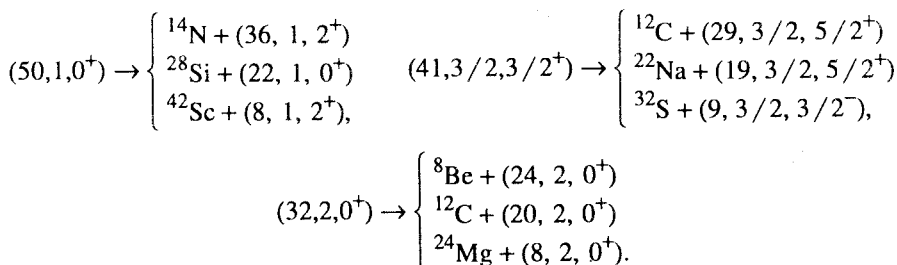 (50,1,0⁺) → { ¹⁴N + (36, 1, 2⁺)
²⁸Si + (22, 1, 0⁺)
⁴²Sc + (8, 1, 2⁺),
(41,3/2,3/2⁺) → { ¹²C + (29, 3/2, 5/2⁺)
²²Na + (19, 3/2, 5/2⁺)
³²S + (9, 3/2, 3/2⁻),
(32,2,0⁺) → { ⁸Be + (24, 2, 0⁺)
¹²C + (20, 2, 0⁺)
²⁴Mg + (8, 2, 0⁺).